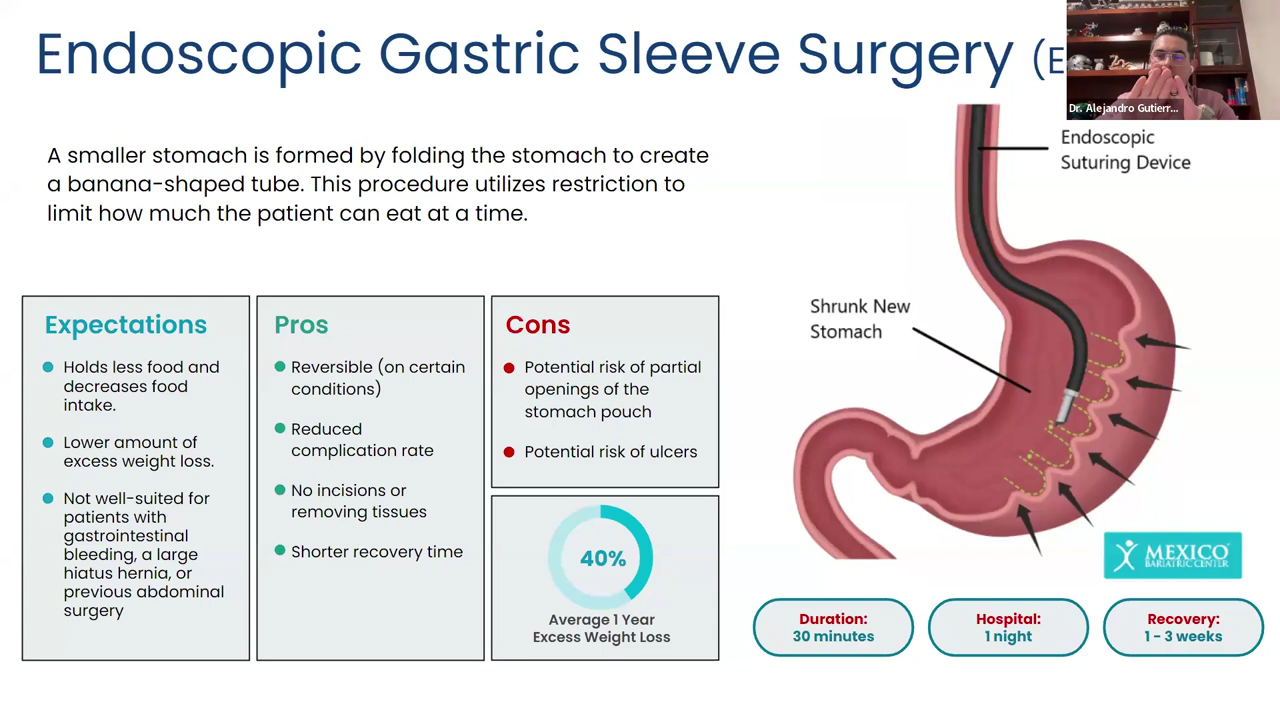 Endoscopic Gastric Sleeve Surgery (E
Dr. Alejandro Gutierr...
A smaller stomach is formed by folding the stomach to create
a banana-shaped tube. This procedure utilizes restriction to
limit how much the patient can eat at a time.
Endoscopic
Suturing Device
Shrunk New
Stomach
Expectations
Holds less food and
decreases food
intake.
Lower amount of
excess weight loss.
Not well-suited for
patients with
gastrointestinal
bleeding, a large
hiatus hernia, or
previous abdominal
surgery
Pros
Reversible (on certain
conditions)
Reduced
complication rate
No incisions or
removing tissues
Shorter recovery time
Cons
Potential risk of partial
openings of the
stomach pouch
Potential risk of ulcers
40%
Average 1 Year
Excess Weight Loss
MEXICO
BARIATRIC CENTER
Duration:
30 minutes
Hospital:
1 night
Recovery:
1 - 3 weeks